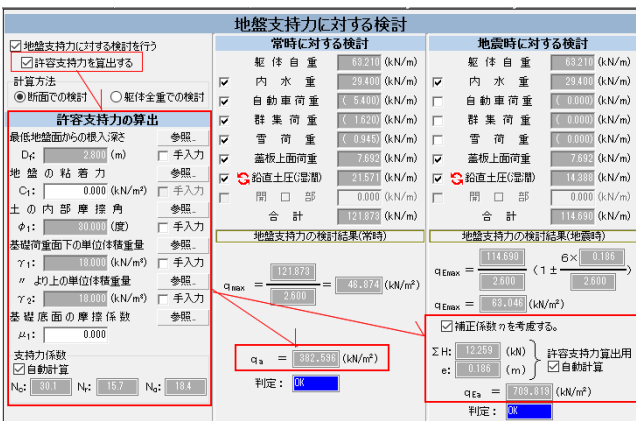 地盤支持力に対する検討
地盤支持力に対する検討を行う
許容支持力を算出する
計算方法
断面での検討 躯体全重での検討
許容支持力の算出
最低地盤面からの根入深さ 参照..
Df: 2.800 (m) 手入力
地盤の粘着力 参照..
C1: 0.000 (kN/m²) 手入力
土の内部摩擦角 参照..
φ1: 30.000 (度) 手入力
基礎荷重面下の単位体積重量 参照..
γ1: 18.000 (kN/m³) 手入力
〃 より上の単位体積重量 参照..
γ2: 18.000 (kN/m³) 手入力
基礎底面の摩擦係数 参照..
μ1: 0.000
支持力係数
自動計算
Nc: 30.1 Nr: 15.7 Nq: 18.4
常時に対する検討
躯体自重 63.210 (kN/m)
内水重 29.400 (kN/m)
自動車荷重 ( 5.400) (kN/m)
群集荷重 ( 1.620) (kN/m)
雪荷重 ( 0.945) (kN/m)
蓋板上面荷重 7.692 (kN/m)
鉛直土圧(湿潤) 21.571 (kN/m)
開口部 0.000 (kN/m)
合計 121.873 (kN/m)
地盤支持力の検討結果(常時)
qmax = 121.873 / 2.600 = 46.874 (kN/m²)
qa = 382.596 (kN/m²)
判定： OK
地震時に対する検討
躯体自重 63.210 (kN/m)
内水重 29.400 (kN/m)
自動車荷重 ( 0.000) (kN/m)
群集荷重 ( 0.000) (kN/m)
雪荷重 ( 0.000) (kN/m)
蓋板上面荷重 7.692 (kN/m)
鉛直土圧(湿潤) 14.388 (kN/m)
開口部 0.000 (kN/m)
合計 114.690 (kN/m)
地盤支持力の検討結果(地震時)
qEmax = 114.690 / 2.600 (1 ± 6× 0.186 / 2.600 )
qEmax = 63.046 (kN/m²)
補正係数ηを考慮する。
ΣH: 12.259 (kN) 許容支持力算出用
e: 0.186 (m) 自動計算
qEa = 709.819 (kN/m²)
判定： OK